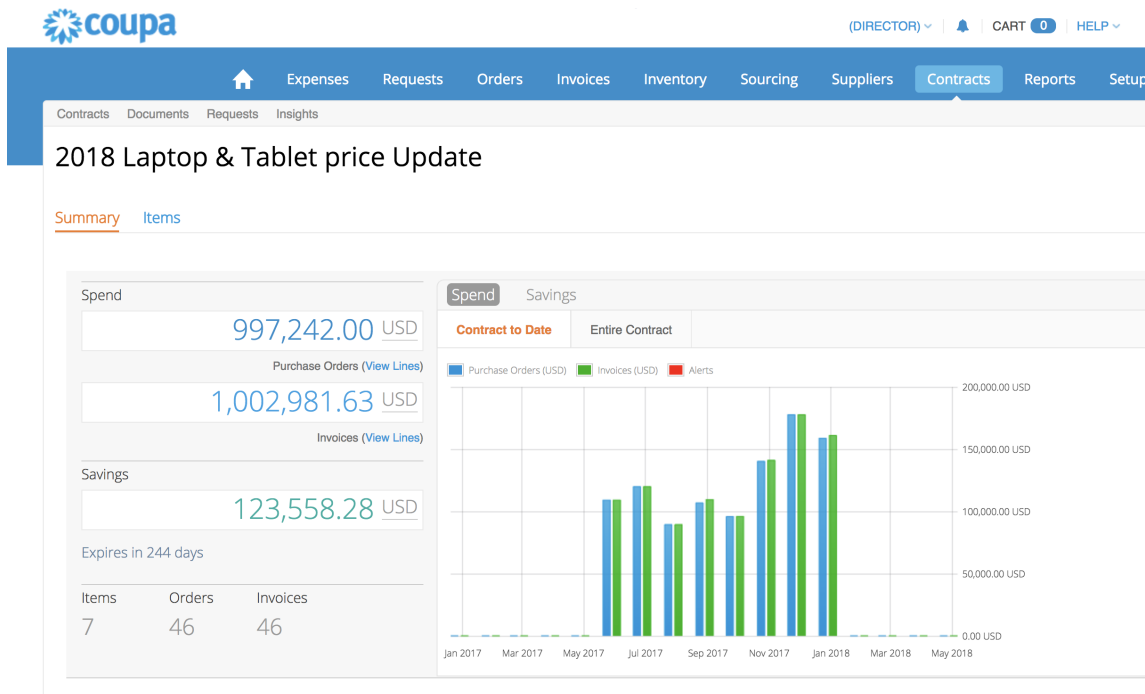 coupa
(DIRECTOR) CART 0 HELP
Expenses Requests Orders Invoices Inventory Sourcing Suppliers Contracts Reports Setup
Contracts Documents Requests Insights
2018 Laptop & Tablet price Update
Summary Items
Spend
997,242.00 USD
Purchase Orders (View Lines)
1,002,981.63 USD
Invoices (View Lines)
Savings
123,558.28 USD
Expires in 244 days
Items Orders Invoices
7 46 46
Spend Savings
Contract to Date Entire Contract
Purchase Orders (USD) Invoices (USD) Alerts
200,000.00 USD
150,000.00 USD
100,000.00 USD
50,000.00 USD
0.00 USD
Jan 2017 Mar 2017 May 2017 Jul 2017 Sep 2017 Nov 2017 Jan 2018 Mar 2018 May 2018